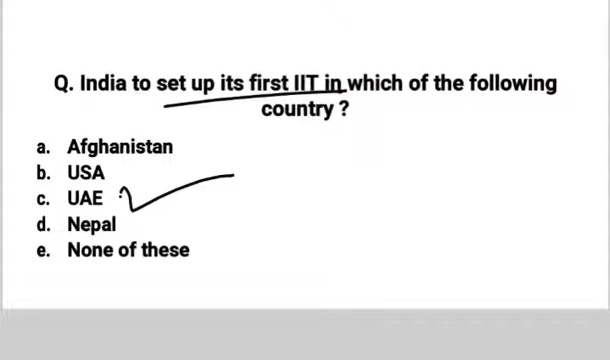 Q. India to set up its first IIT in which of the following
country ?
a. Afghanistan
b. USA
c. UAE
d. Nepal
e. None of these